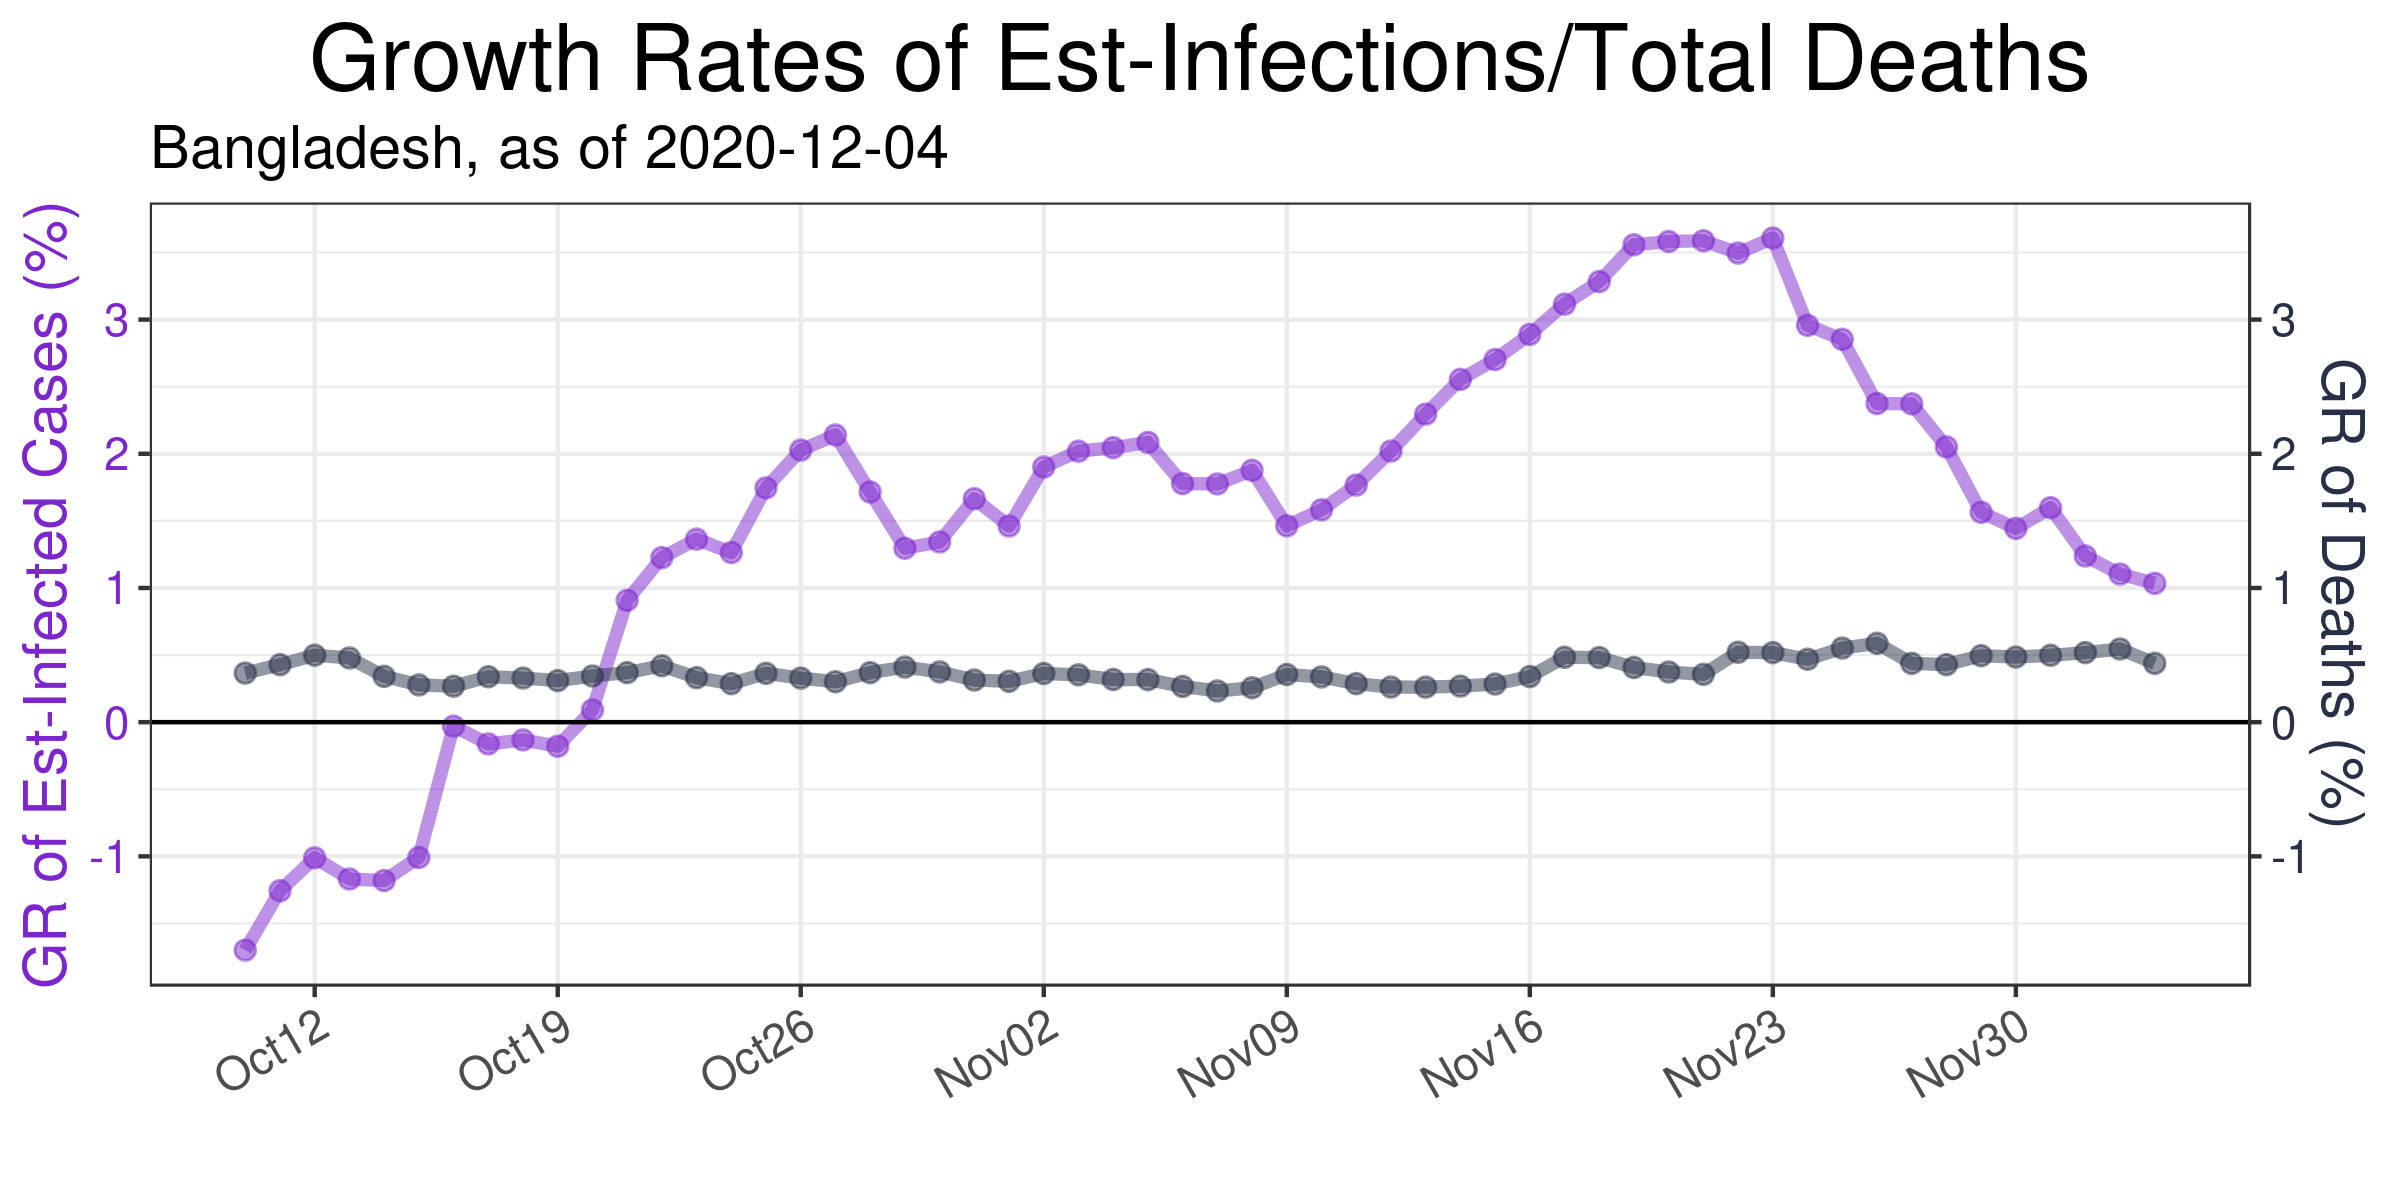 Growth Rates of Est-Infections/Total Deaths
Bangladesh, as of 2020-12-04
GR of Est-Infected Cases (%)
3
2
1
0
-1
3
2
1
0
-1
GR of Deaths (%)
Oct12
Oct19
Oct26
Nov02
Nov09
Nov16
Nov23
Nov30